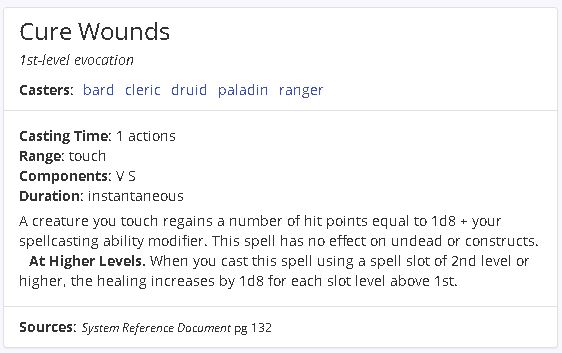 Cure Wounds
1st-level evocation
Casters: bard cleric druid paladin ranger
Casting Time: 1 actions
Range: touch
Components: V S
Duration: instantaneous
A creature you touch regains a number of hit points equal to 1d8 + your
spellcasting ability modifier. This spell has no effect on undead or constructs.
At Higher Levels. When you cast this spell using a spell slot of 2nd level or
higher, the healing increases by 1d8 for each slot level above 1st.
Sources: System Reference Document pg 132